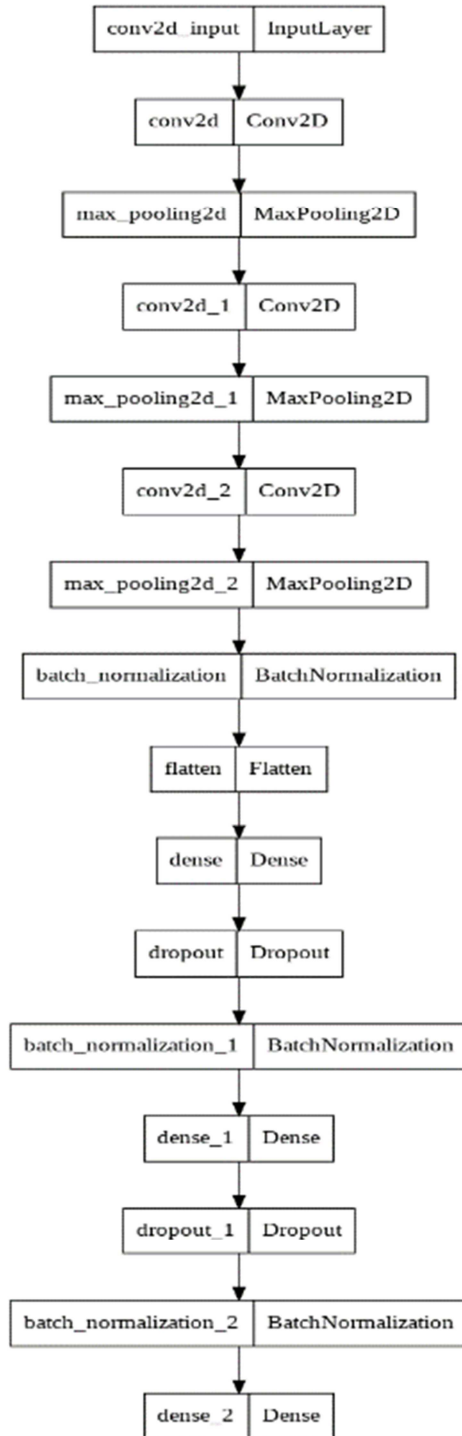 conv2d_input InputLayer
conv2d Conv2D
max_pooling2d MaxPooling2D
conv2d_1 Conv2D
max_pooling2d_1 MaxPooling2D
conv2d_2 Conv2D
max_pooling2d_2 MaxPooling2D
batch_normalization BatchNormalization
flatten Flatten
dense Dense
dropout Dropout
batch_normalization_1 BatchNormalization
dense_1 Dense
dropout_1 Dropout
batch_normalization_2 BatchNormalization
dense_2 Dense